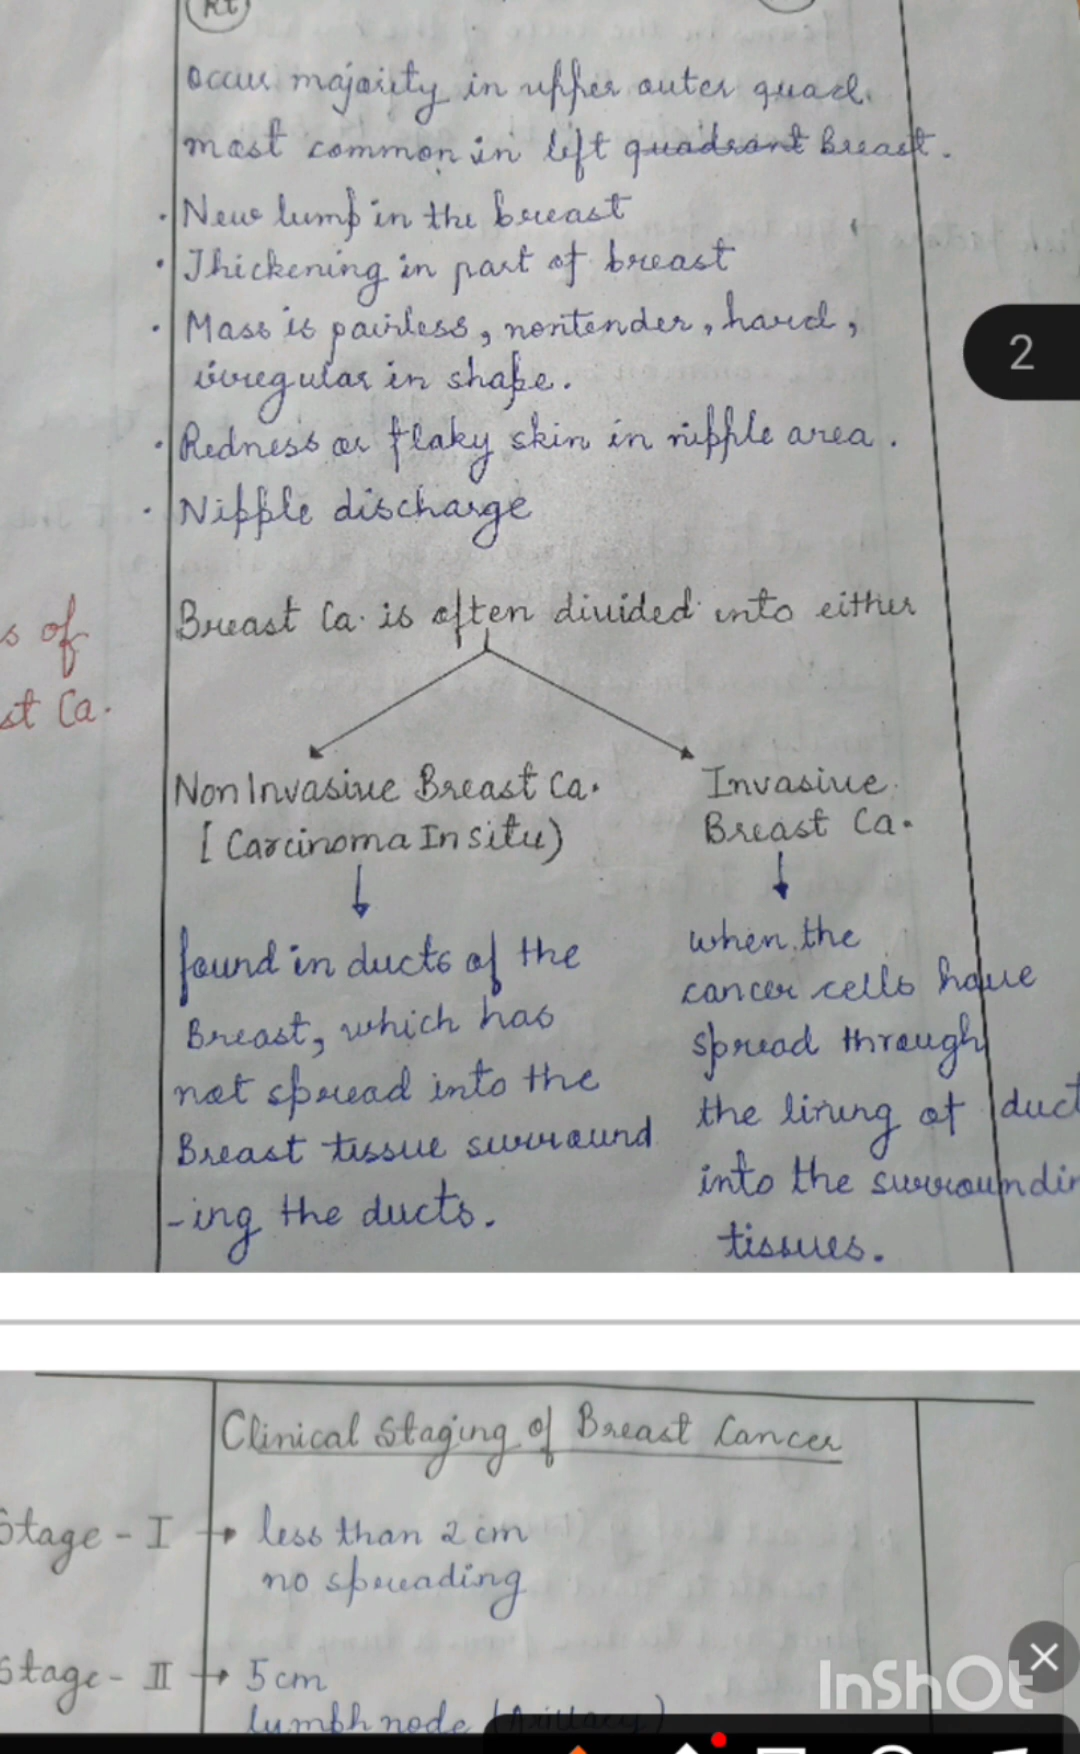 Rt
occur majority in upper outer quad.
most common in left quadrant Breast.
• New lump in the breast
• Thickening in part of breast
• Mass is painless, nontender, hard,
irregular in shape.
• Redness or flaky skin in nipple area.
• Nipple discharge
s of
st Ca.
Breast Ca. is often divided into either
Non Invasive Breast Ca.
[Carcinoma In situ)
Invasive
Breast Ca.
found in ducts of the
Breast, which has
not spread into the
Breast tissue surround
-ing the ducts.
when the
cancer cells have
spread through
the lining of duct
into the surroundin
tissues.
2
Clinical Staging of Breast Cancer
Stage - I → less than 2 cm
no spreading
Stage - II → 5 cm
lymph node (Axillary)
InShOt